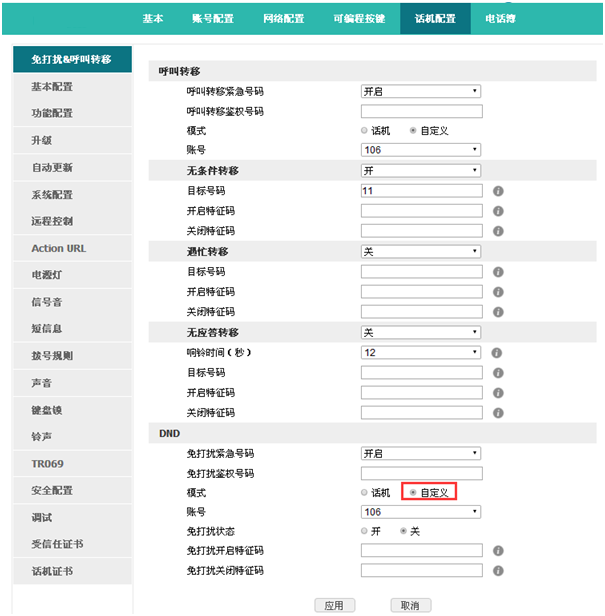 基本 账号配置 网络配置 可编程按键 话机配置 电话簿
免打扰&呼叫转移
基本配置
功能配置
升级
自动更新
系统配置
远程控制
Action URL
电源灯
信号音
短信息
拨号规则
声音
键盘锁
铃声
TR069
安全配置
调试
受信任证书
话机证书
呼叫转移
呼叫转移紧急号码 开启
呼叫转移鉴权号码
模式 话机 自定义
账号 106
无条件转移 开
目标号码 11
开启特征码
关闭特征码
遇忙转移 关
目标号码
开启特征码
关闭特征码
无应答转移 关
响铃时间（秒） 12
目标号码
开启特征码
关闭特征码
DND
免打扰紧急号码 开启
免打扰鉴权号码
模式 话机 自定义
账号 106
免打扰状态 开 关
免打扰开启特征码
免打扰关闭特征码
应用 取消